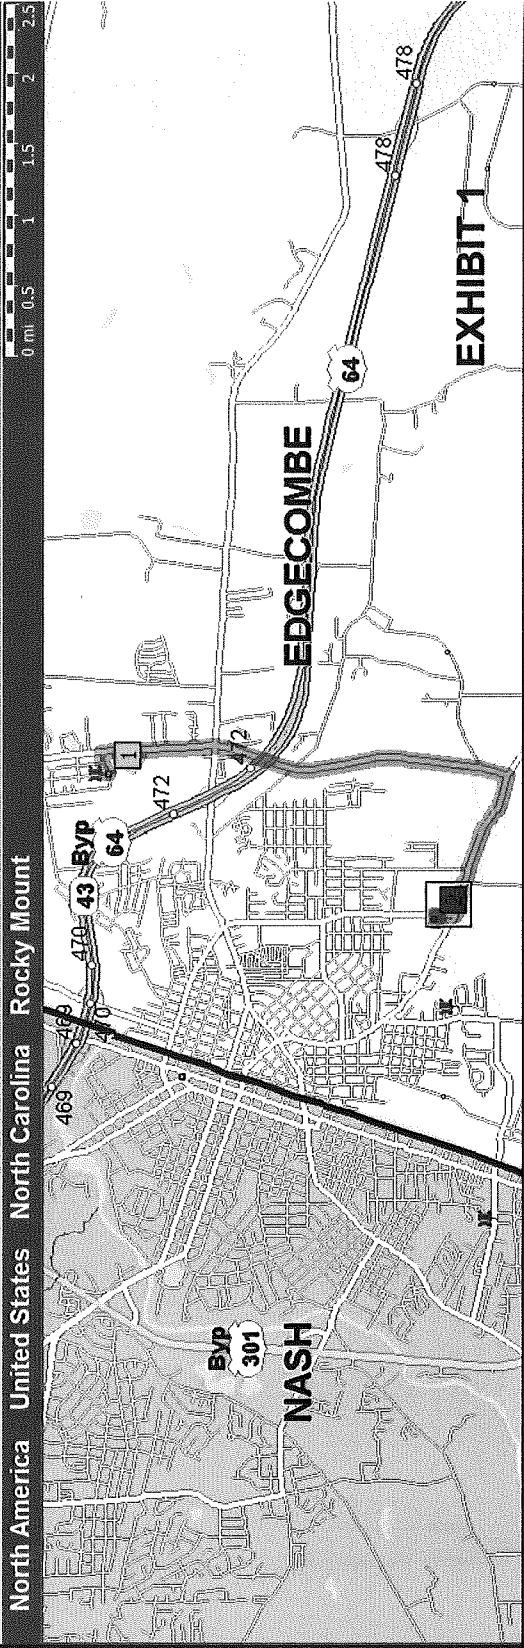 North America United States North Carolina Rocky Mount
0 mi 0.5 1 1.5 2 2.5
469
469
470
470
43
Byp
64
472
472
1
Byp
301
NASH
EDGECOMBE
64
478
478
EXHIBIT 1